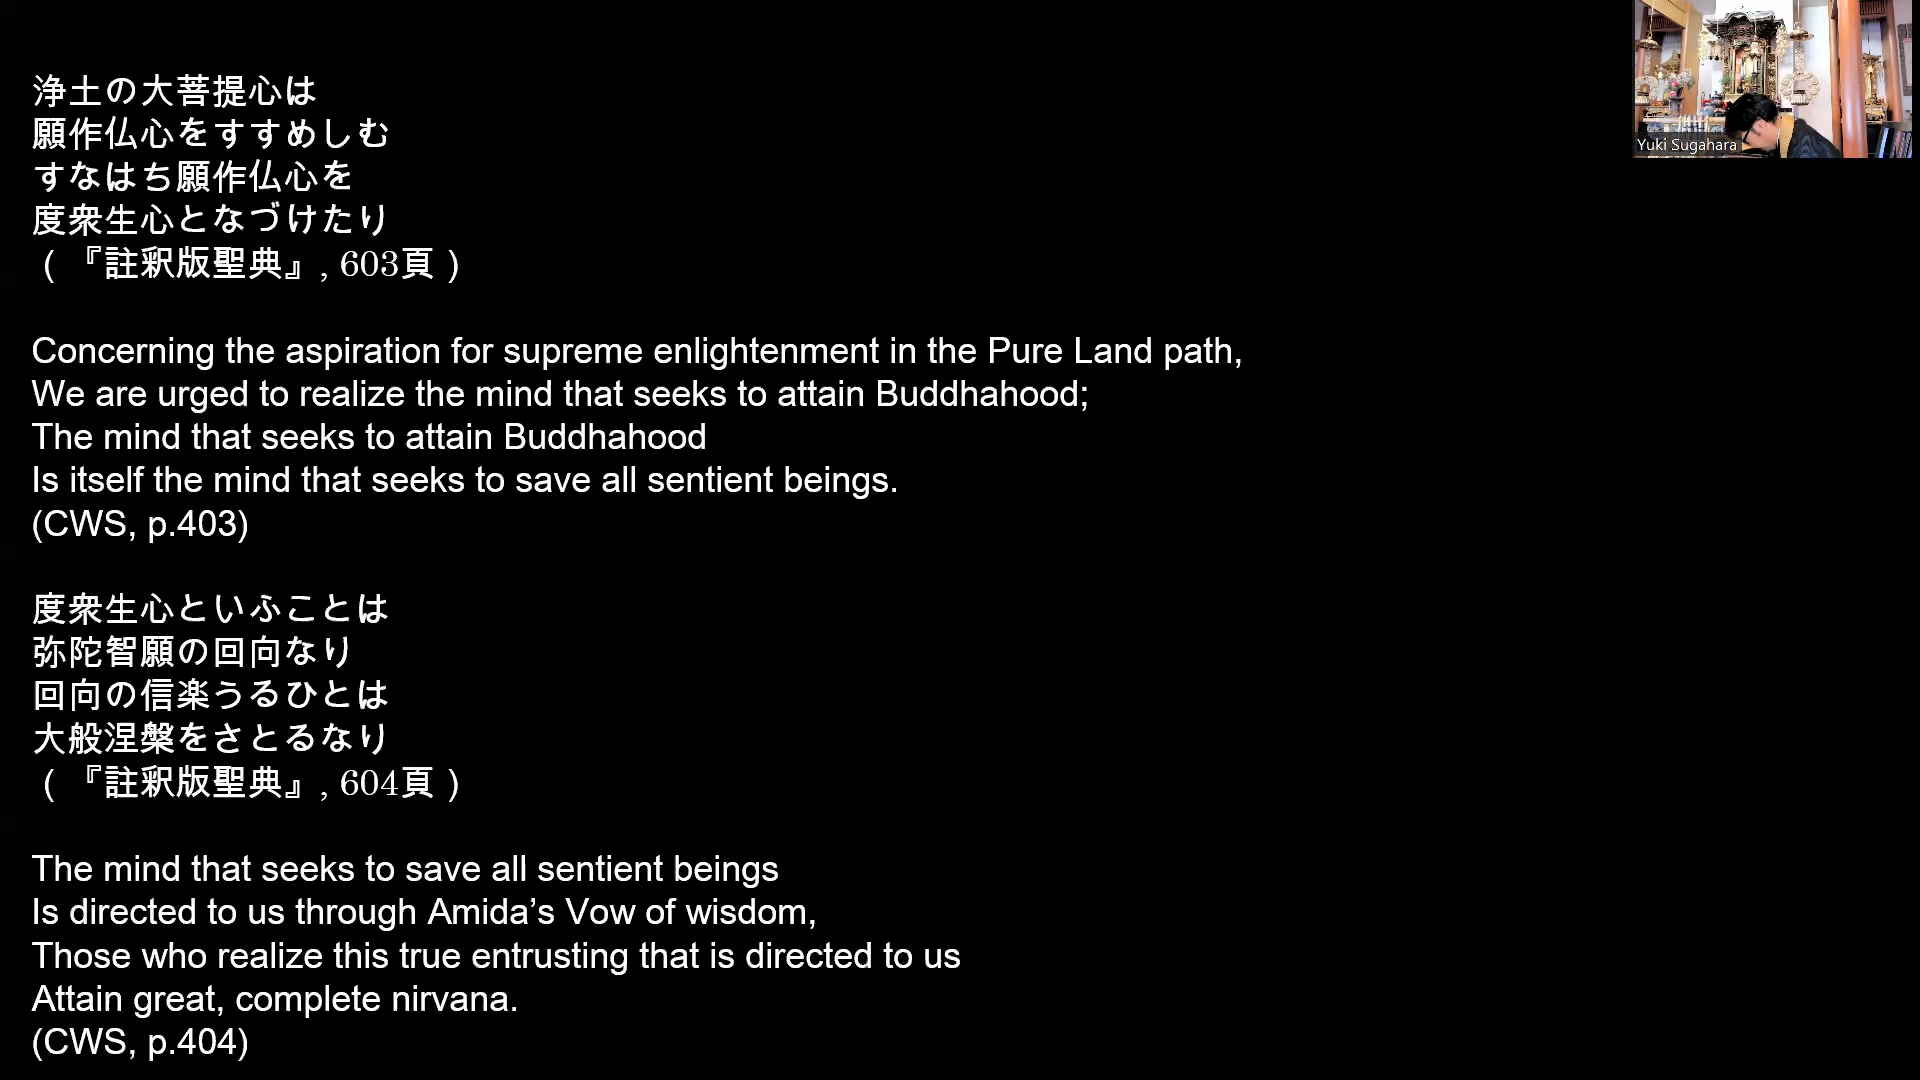 浄土の大菩提心は
願作仏心をすすめしむ
すなはち願作仏心を
度衆生心となづけたり
（『註釈版聖典』, 603頁）
Concerning the aspiration for supreme enlightenment in the Pure Land path,
We are urged to realize the mind that seeks to attain Buddhahood;
The mind that seeks to attain Buddhahood
Is itself the mind that seeks to save all sentient beings.
(CWS, p.403)
度衆生心といふことは
弥陀智願の回向なり
回向の信楽うるひとは
大般涅槃をさとるなり
（『註釈版聖典』, 604頁）
The mind that seeks to save all sentient beings
Is directed to us through Amida’s Vow of wisdom,
Those who realize this true entrusting that is directed to us
Attain great, complete nirvana.
(CWS, p.404)
Yuki Sugahara